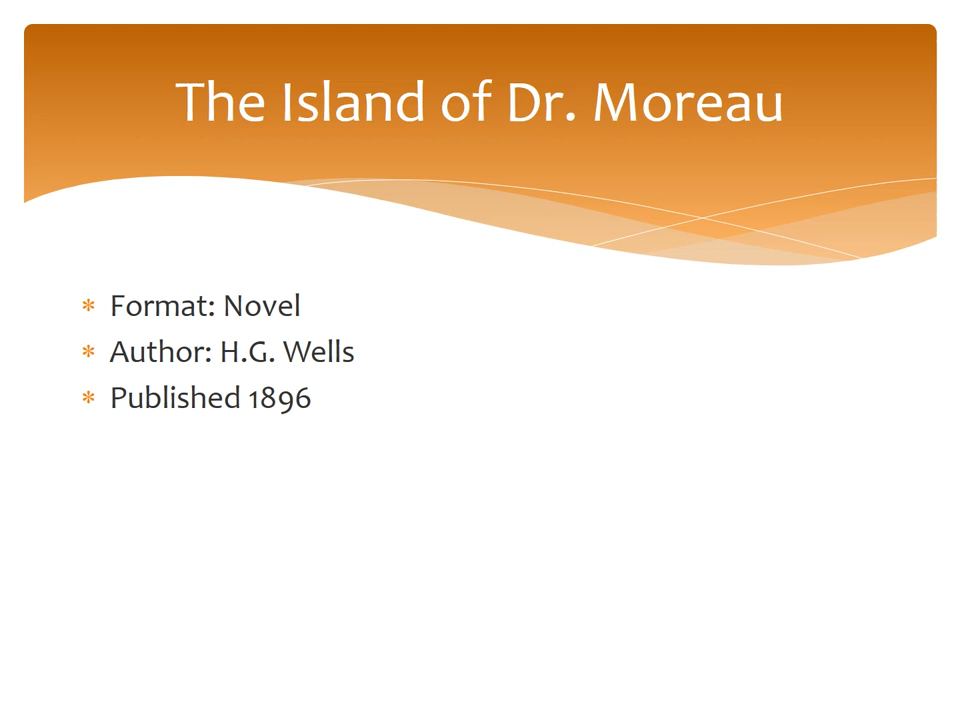 The Island of Dr. Moreau
* Format: Novel
* Author: H.G. Wells
* Published 1896